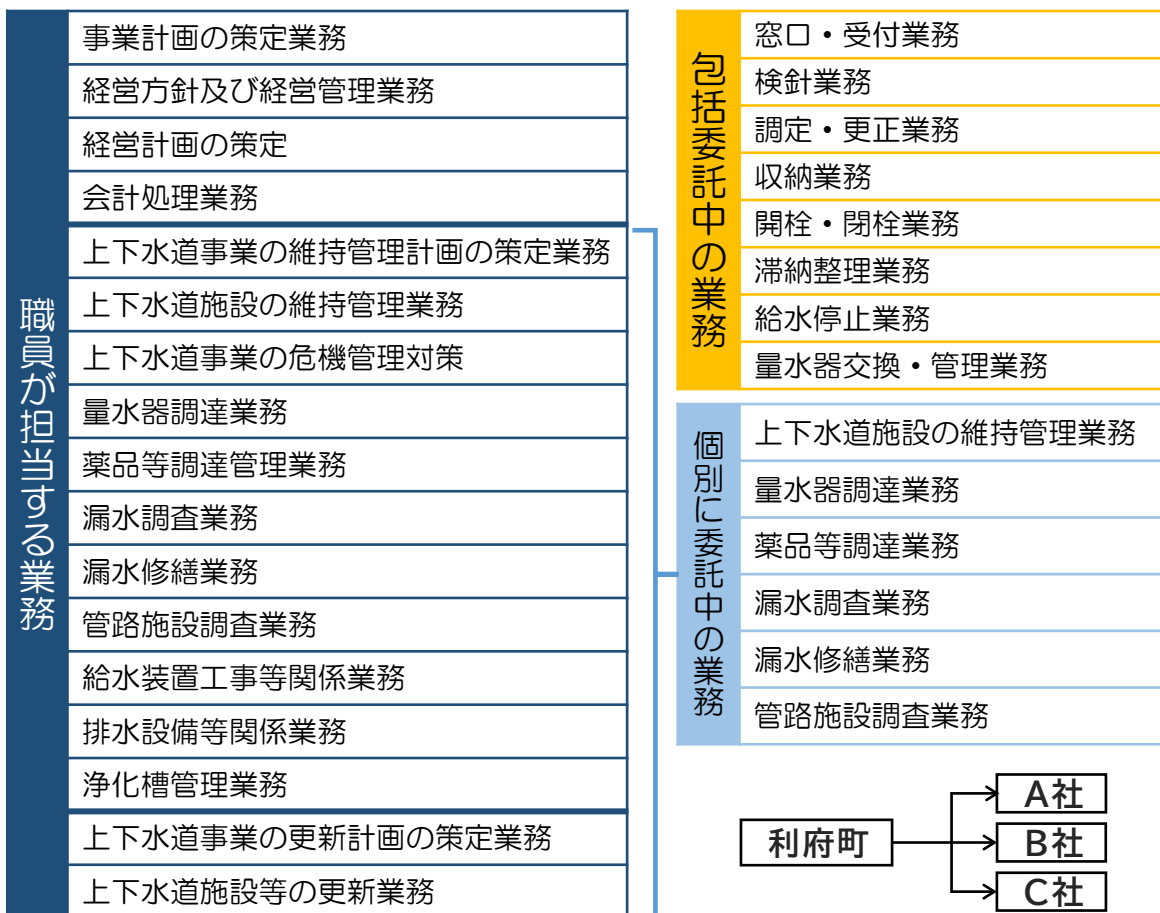 職員が担当する業務
事業計画の策定業務
経営方針及び経営管理業務
経営計画の策定
会計処理業務
上下水道事業の維持管理計画の策定業務
上下水道施設の維持管理業務
上下水道事業の危機管理対策
量水器調達業務
薬品等調達管理業務
漏水調査業務
漏水修繕業務
管路施設調査業務
給水装置工事等関係業務
排水設備等関係業務
浄化槽管理業務
上下水道事業の更新計画の策定業務
上下水道施設等の更新業務
包括委託中の業務
窓口・受付業務
検針業務
調定・更正業務
収納業務
開栓・閉栓業務
滞納整理業務
給水停止業務
量水器交換・管理業務
個別に委託中の業務
上下水道施設の維持管理業務
量水器調達業務
薬品等調達業務
漏水調査業務
漏水修繕業務
管路施設調査業務
利府町
A社
B社
C社